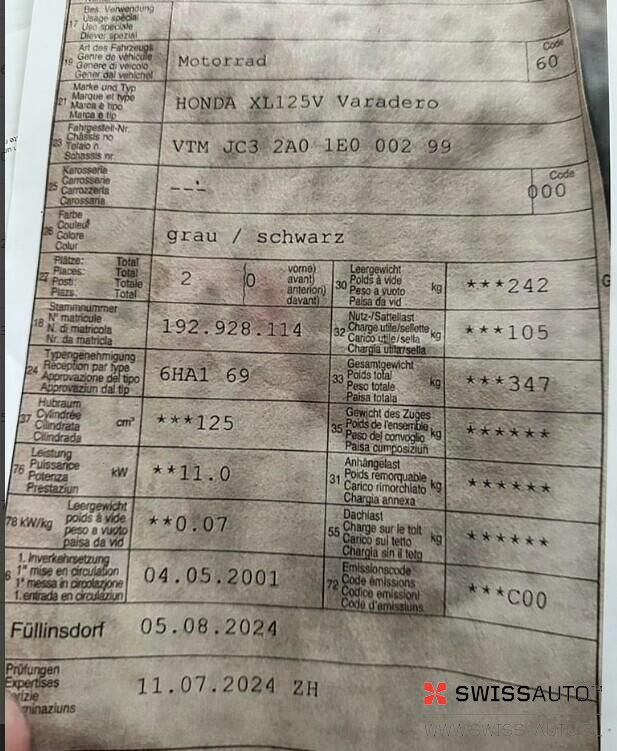 17 Bes. Verwendung
Usage spécial
Uso speciale
Diever spezial
19 Art des Fahrzeugs
Genre de véhicule
Genere di veicolo
Gener dal vehichel
Motorrad
Code
60
21 Marke und Typ
Marque et type
Marca e tipo
Marca e tip
HONDA XL125V Varadero
23 Fahrgestell-Nr.
Châssis no
Telaio n.
Schassis nr.
VTM JC3 2A0 1E0 002 99
25 Karosserie
Carrosserie
Carrozzeria
Carossaria
---
Code
000
26 Farbe
Couleur
Colore
Colur
grau / schwarz
27 Plätze: Total
Places: Total
Posti: Totale
Plazs: Total
2
0 vorne)
avant)
anteriori)
davant)
30 Leergewicht
Poids à vide
Peso a vuoto
Paisa da vid
kg
***242
18 Stammnummer
N° matricule
N. di matricola
Nr. da matricla
192.928.114
32 Nutz-/Sattellast
Charge utile/sellette
Carico utile/sella
Chargia utila/sella
kg
***105
24 Typengenehmigung
Réception par type
Approvazione del tipo
Approvaziun dal tip
6HA1 69
33 Gesamtgewicht
Poids total
Peso totale
Paisa totala
kg
***347
37 Hubraum
Cylindrée
Cilindrata
Cilindrada
cm³
***125
35 Gewicht des Zuges
Poids de l'ensemble
Peso del convoglio
Paisa cumposiziun
kg
******
76 Leistung
Puissance
Potenza
Prestaziun
kW
**11.0
31 Anhängelast
Poids remorquable
Carico rimorchiato
Chargia annexa
kg
******
78 kW/kg
Leergewicht
poids à vide
peso a vuoto
paisa da vid
**0.07
55 Dachlast
Charge sur le toit
Carico sul tetto
Chargia sin il tetg
kg
******
6 1. Inverkehrsetzung
1re mise en circulation
1a messa in circolazione
1. entrada en circulaziun
04.05.2001
72 Emissionscode
Code émissions
Codice emissioni
Code d'emissiuns
***C00
Füllinsdorf 05.08.2024
Prüfungen
Expertises
11.07.2024 ZH
SWISSAUTO